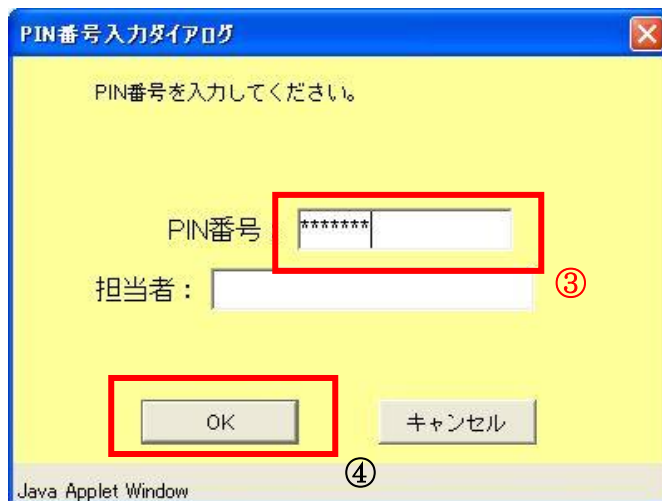 PIN番号入力ダイアログ
PIN番号を入力してください。
PIN番号 *******
担当者：
③
OK キャンセル
④
Java Applet Window